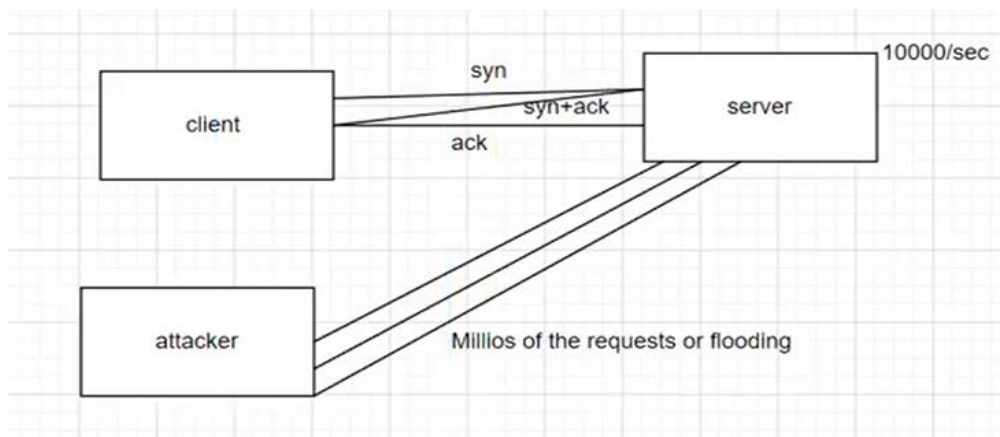 10000/sec
syn
client
syn+ack
server
ack
attacker
Millios of the requests or flooding